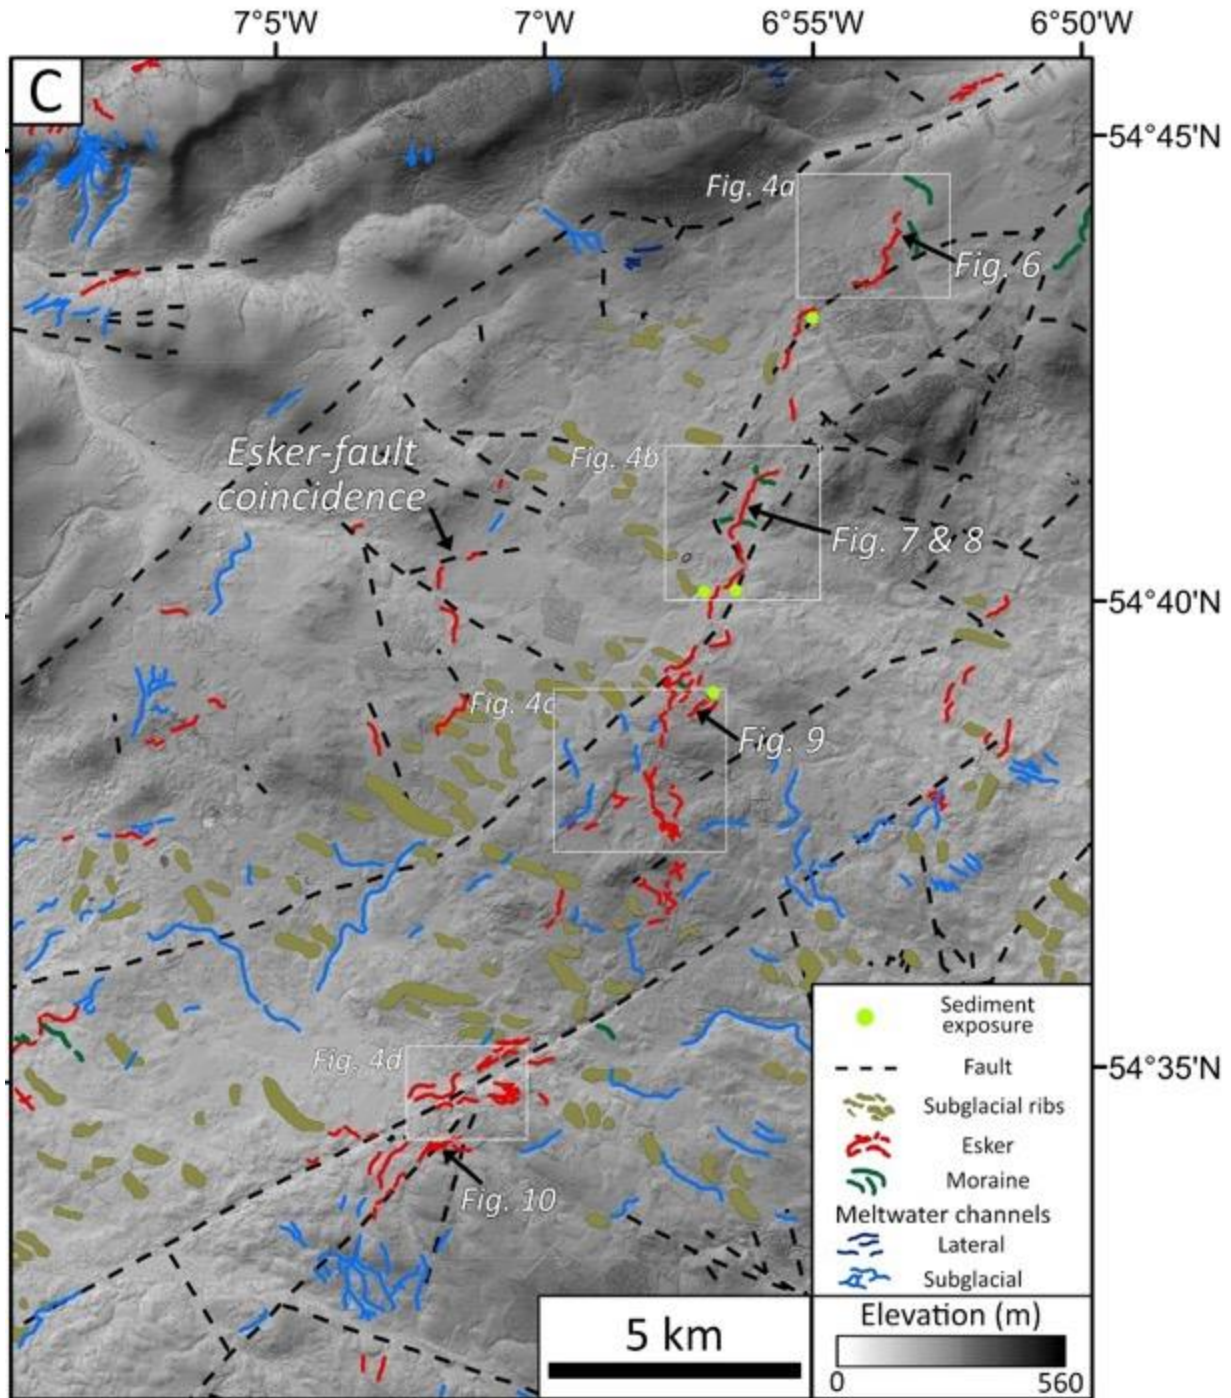 7°5'W
7°0'W
6°55'W
6°50'W
C
54°45'N
Fig. 4a
Fig. 6
Esker-fault
coincidence
Fig. 4b
Fig. 7 & 8
54°40'N
Fig. 4c
Fig. 9
Fig. 4d
54°35'N
Fig. 10
Sediment
exposure
Fault
Subglacial ribs
Esker
Moraine
Meltwater channels
Lateral
Subglacial
5 km
Elevation (m)
0
560